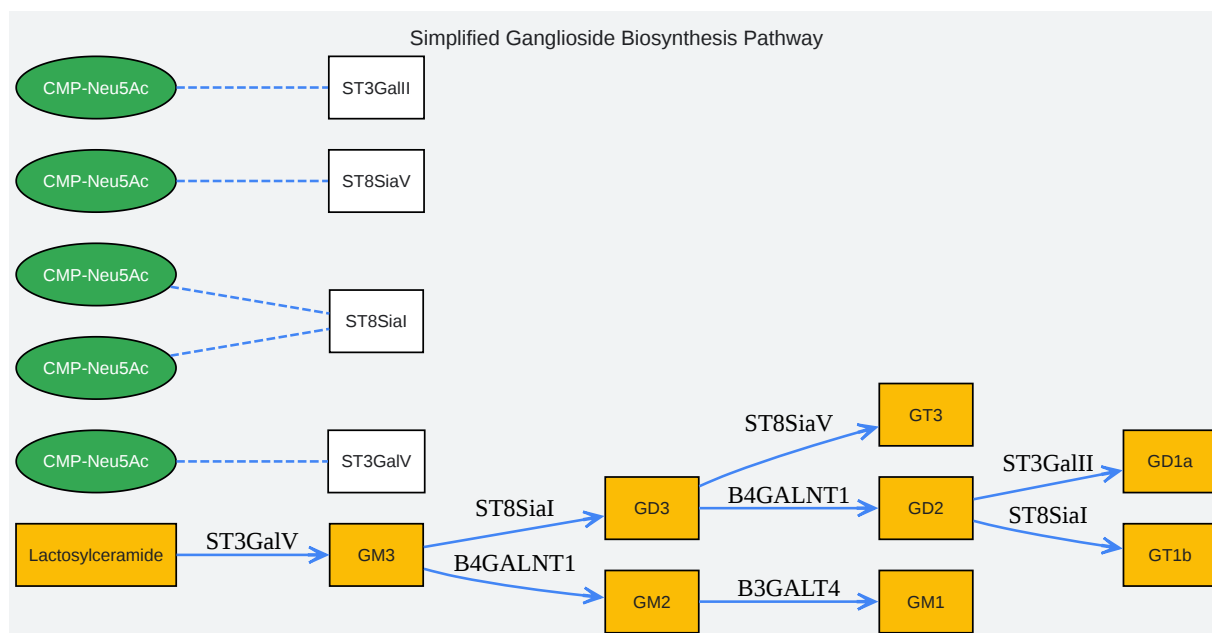 Simplified Ganglioside Biosynthesis Pathway
CMP-Neu5Ac
ST3GalII
CMP-Neu5Ac
ST8SiaV
CMP-Neu5Ac
ST8SiaI
CMP-Neu5Ac
CMP-Neu5Ac
ST3GalV
Lactosylceramide
ST3GalV
GM3
ST8SiaI
B4GALNT1
GD3
GM2
ST8SiaV
B4GALNT1
B3GALT4
GT3
GD2
GM1
ST3GalII
ST8SiaI
GD1a
GT1b